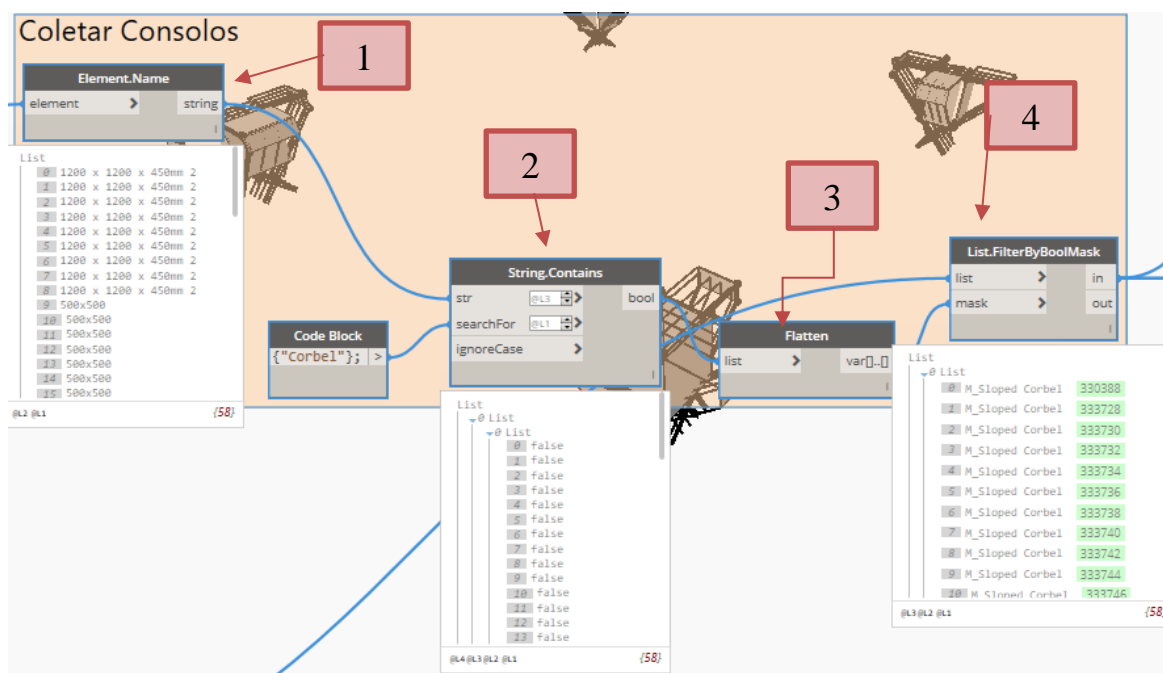 Coletar Consolos
1
Element.Name
element > string
List
0 1200 x 1200 x 450mm 2
1 1200 x 1200 x 450mm 2
2 1200 x 1200 x 450mm 2
3 1200 x 1200 x 450mm 2
4 1200 x 1200 x 450mm 2
5 1200 x 1200 x 450mm 2
6 1200 x 1200 x 450mm 2
7 1200 x 1200 x 450mm 2
8 1200 x 1200 x 450mm 2
9 500x500
10 500x500
11 500x500
12 500x500
13 500x500
14 500x500
15 500x500
@L2 @L1 {58}
Code Block
{"Corbel"}; >
2
String.Contains
str @L3 > bool
searchFor @L1 >
ignoreCase >
List
0 List
0 List
0 false
1 false
2 false
3 false
4 false
5 false
6 false
7 false
8 false
9 false
10 false
11 false
12 false
13 false
@L4 @L3 @L2 @L1 {58}
3
Flatten
list > var[]..[]
4
List.FilterByBoolMask
list > in
mask > out
List
0 List
0 M_Sloped Corbel 330388
1 M_Sloped Corbel 333728
2 M_Sloped Corbel 333730
3 M_Sloped Corbel 333732
4 M_Sloped Corbel 333734
5 M_Sloped Corbel 333736
6 M_Sloped Corbel 333738
7 M_Sloped Corbel 333740
8 M_Sloped Corbel 333742
9 M_Sloped Corbel 333744
10 M_Sloped Corbel 333746
@L3 @L2 @L1 {58